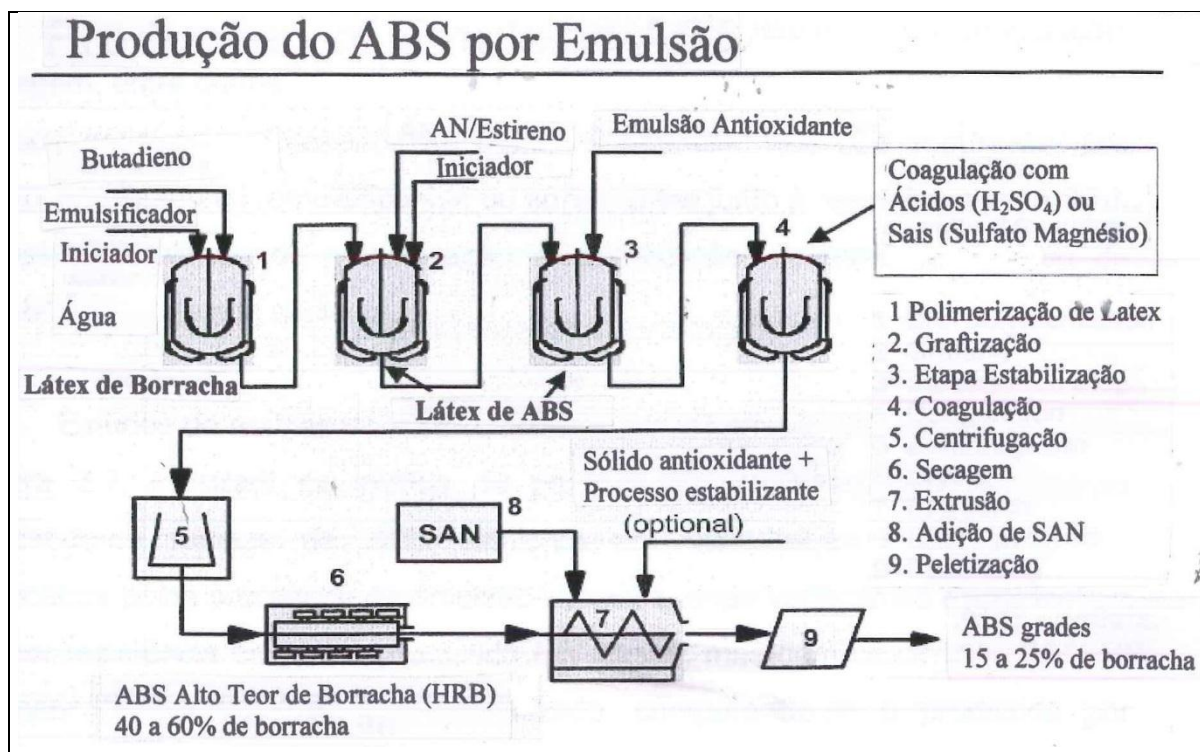 Produção do ABS por Emulsão
AN/Estireno
Iniciador
Emulsão Antioxidante
Butadieno
Emulsificador
Iniciador
Água
1
2
3
4
Coagulação com
Ácidos (H₂SO₄) ou
Sais (Sulfato Magnésio)
Látex de Borracha
Látex de ABS
1 Polimerização de Latex
2. Graftização
3. Etapa Estabilização
4. Coagulação
5. Centrifugação
6. Secagem
7. Extrusão
8. Adição de SAN
9. Peletização
5
SAN
8
Sólido antioxidante +
Processo estabilizante
(optional)
6
7
9
ABS grades
15 a 25% de borracha
ABS Alto Teor de Borracha (HRB)
40 a 60% de borracha